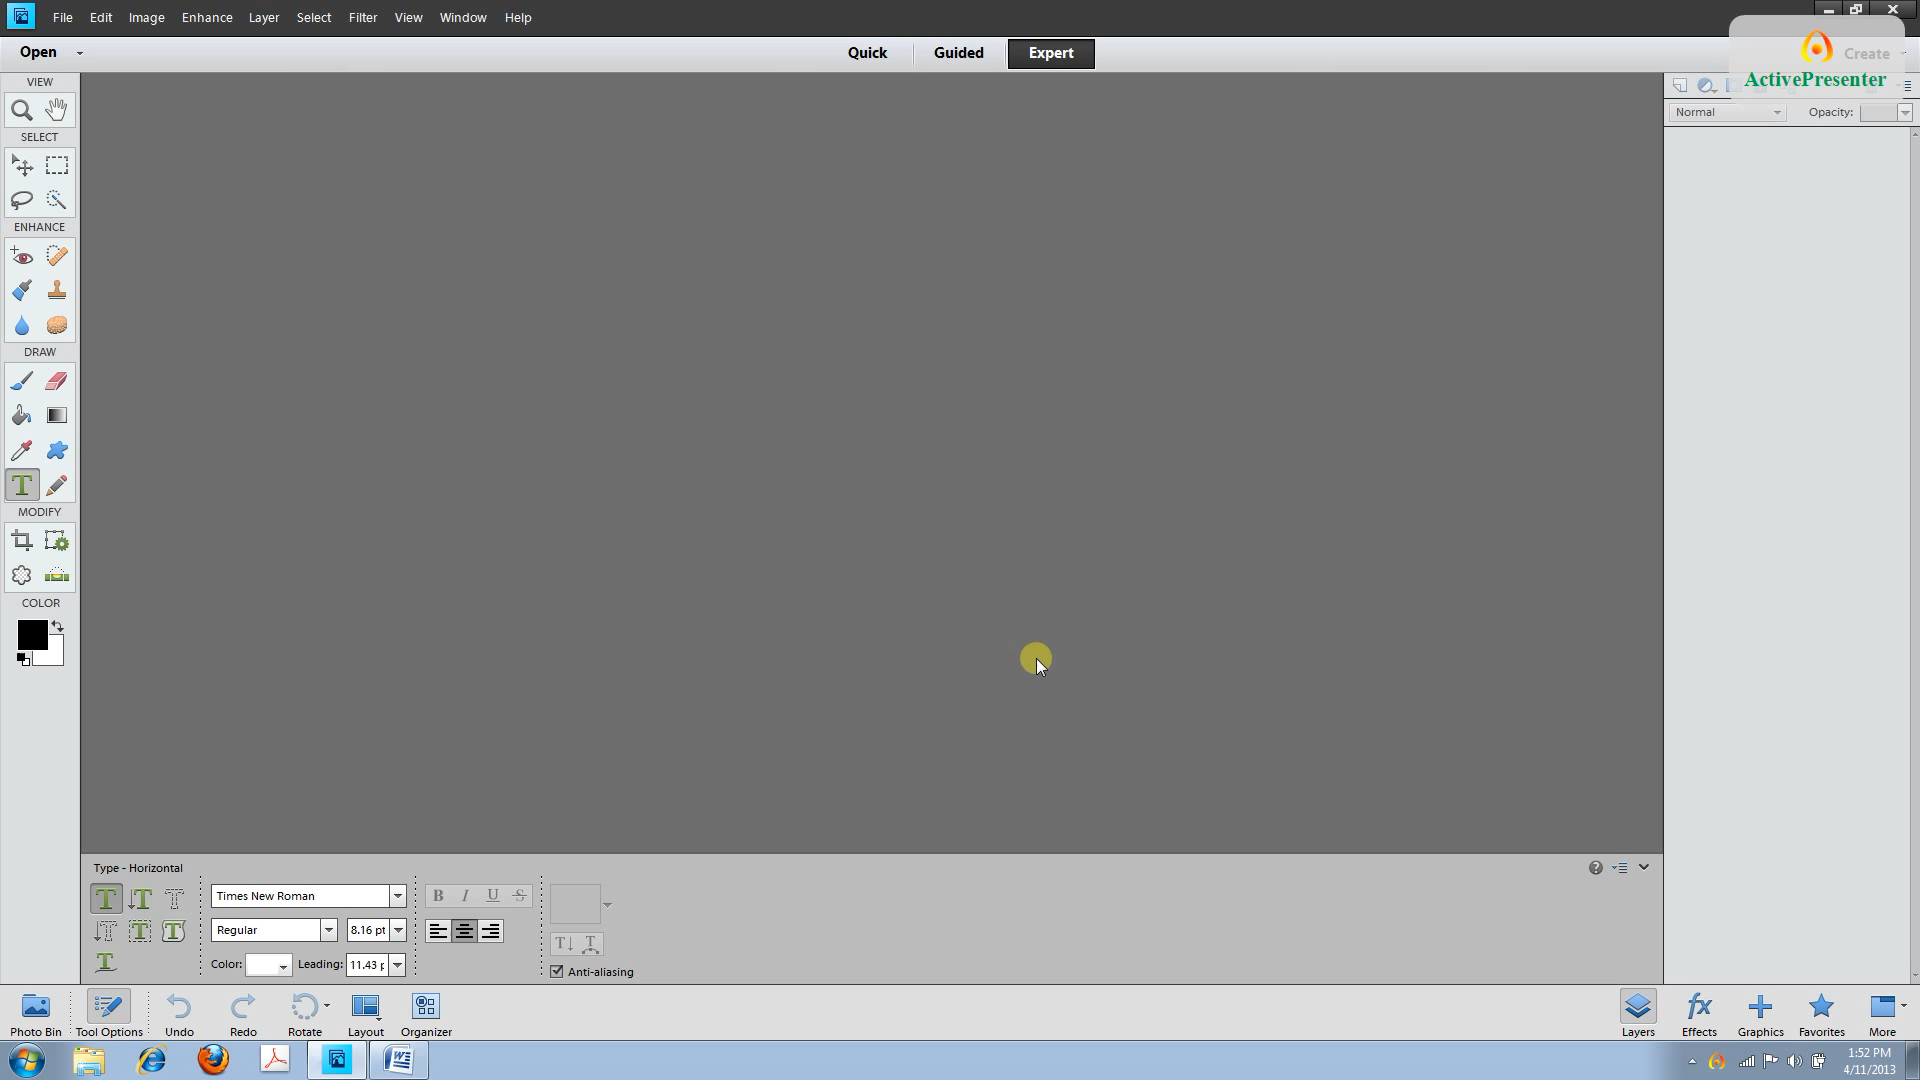 File Edit Image Enhance Layer Select Filter View Window Help
Open Quick Guided Expert Create
ActivePresenter
VIEW
Normal Opacity:
SELECT
ENHANCE
DRAW
T
MODIFY
COLOR
Type - Horizontal
Times New Roman B I U S
Regular 8.16 pt
Color: Leading: 11.43 p
Anti-aliasing
Photo Bin Tool Options Undo Redo Rotate Layout Organizer Layers Effects Graphics Favorites More
1:52 PM
4/11/2013